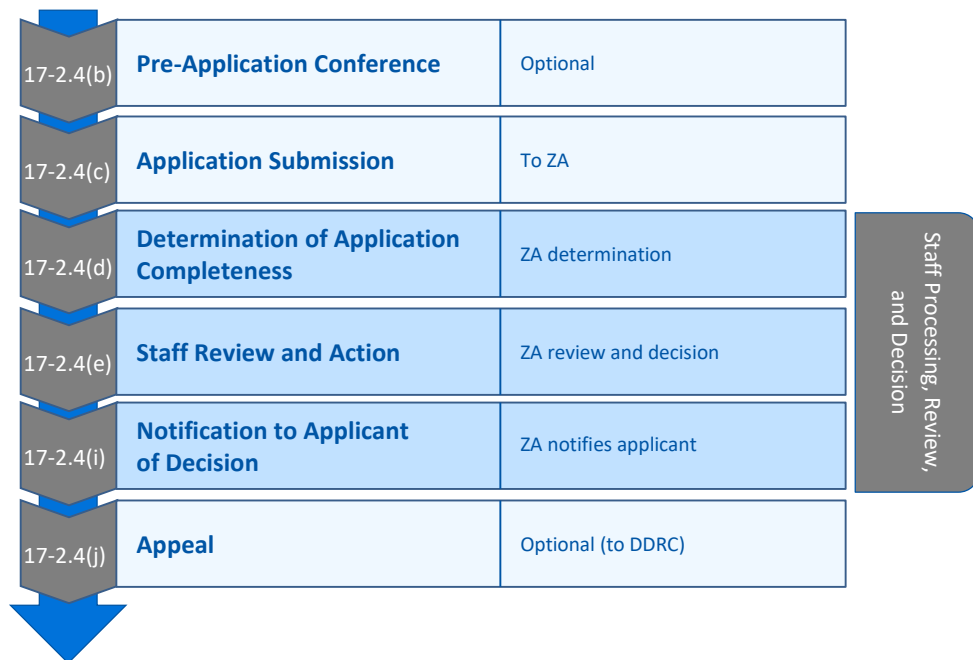 17-2.4(b)
Pre-Application Conference
Optional
17-2.4(c)
Application Submission
To ZA
17-2.4(d)
Determination of Application
Completeness
ZA determination
17-2.4(e)
Staff Review and Action
ZA review and decision
17-2.4(i)
Notification to Applicant
of Decision
ZA notifies applicant
17-2.4(j)
Appeal
Optional (to DDRC)
Staff Processing, Review,
and Decision